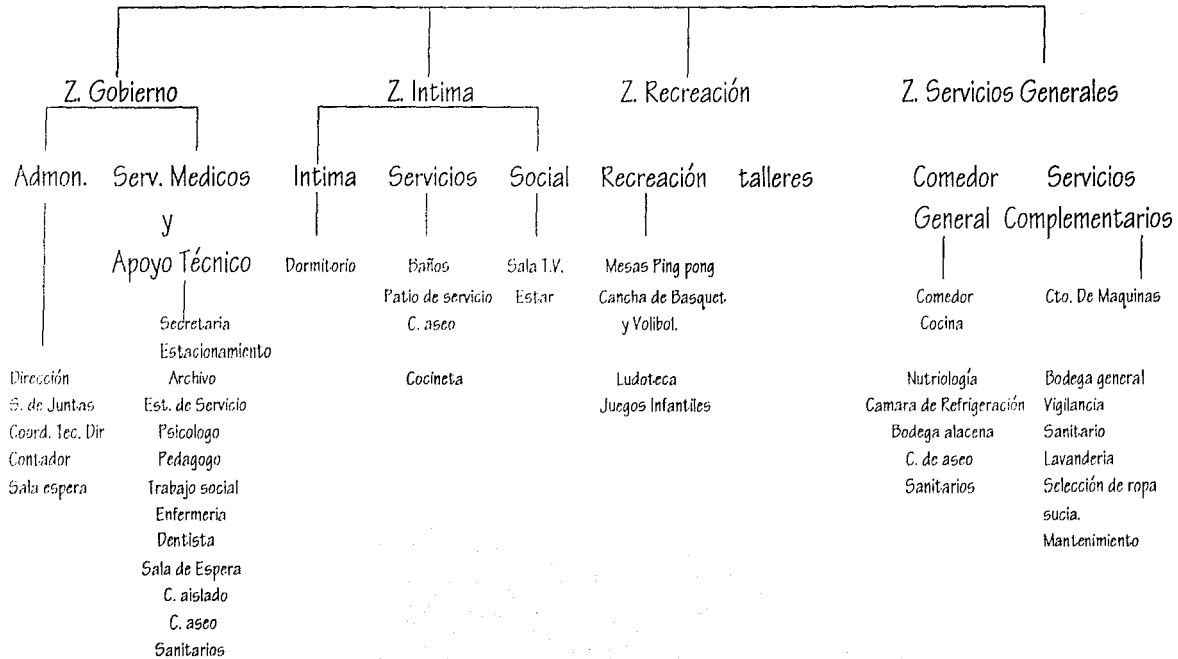 Z. Gobierno
Z. Intima
Z. Recreación
Z. Servicios Generales
Admon.
Serv. Medicos
y
Apoyo Técnico
Intima
Servicios
Social
Recreación
talleres
Comedor
General
Servicios
Complementarios
Dirección
S. de Juntas
Coord. Tec. Dir
Contador
Sala espera
Secretaria
Estacionamiento
Archivo
Est. de Servicio
Psicologo
Pedagogo
Trabajo social
Enfermeria
Dentista
Sala de Espera
C. aislado
C. aseo
Sanitarios
Dormitorio
Baños
Patio de servicio
C. aseo
Cocineta
Sala T.V.
Estar
Mesas Ping pong
Cancha de Basquet
y Volibol.
Ludoteca
Juegos Infantiles
Comedor
Cocina
Nutriología
Camara de Refrigeración
Bodega alacena
C. de aseo
Sanitarios
Cto. De Maquinas
Bodega general
Vigilancia
Sanitario
Lavanderia
Selección de ropa
sucia.
Mantenimiento